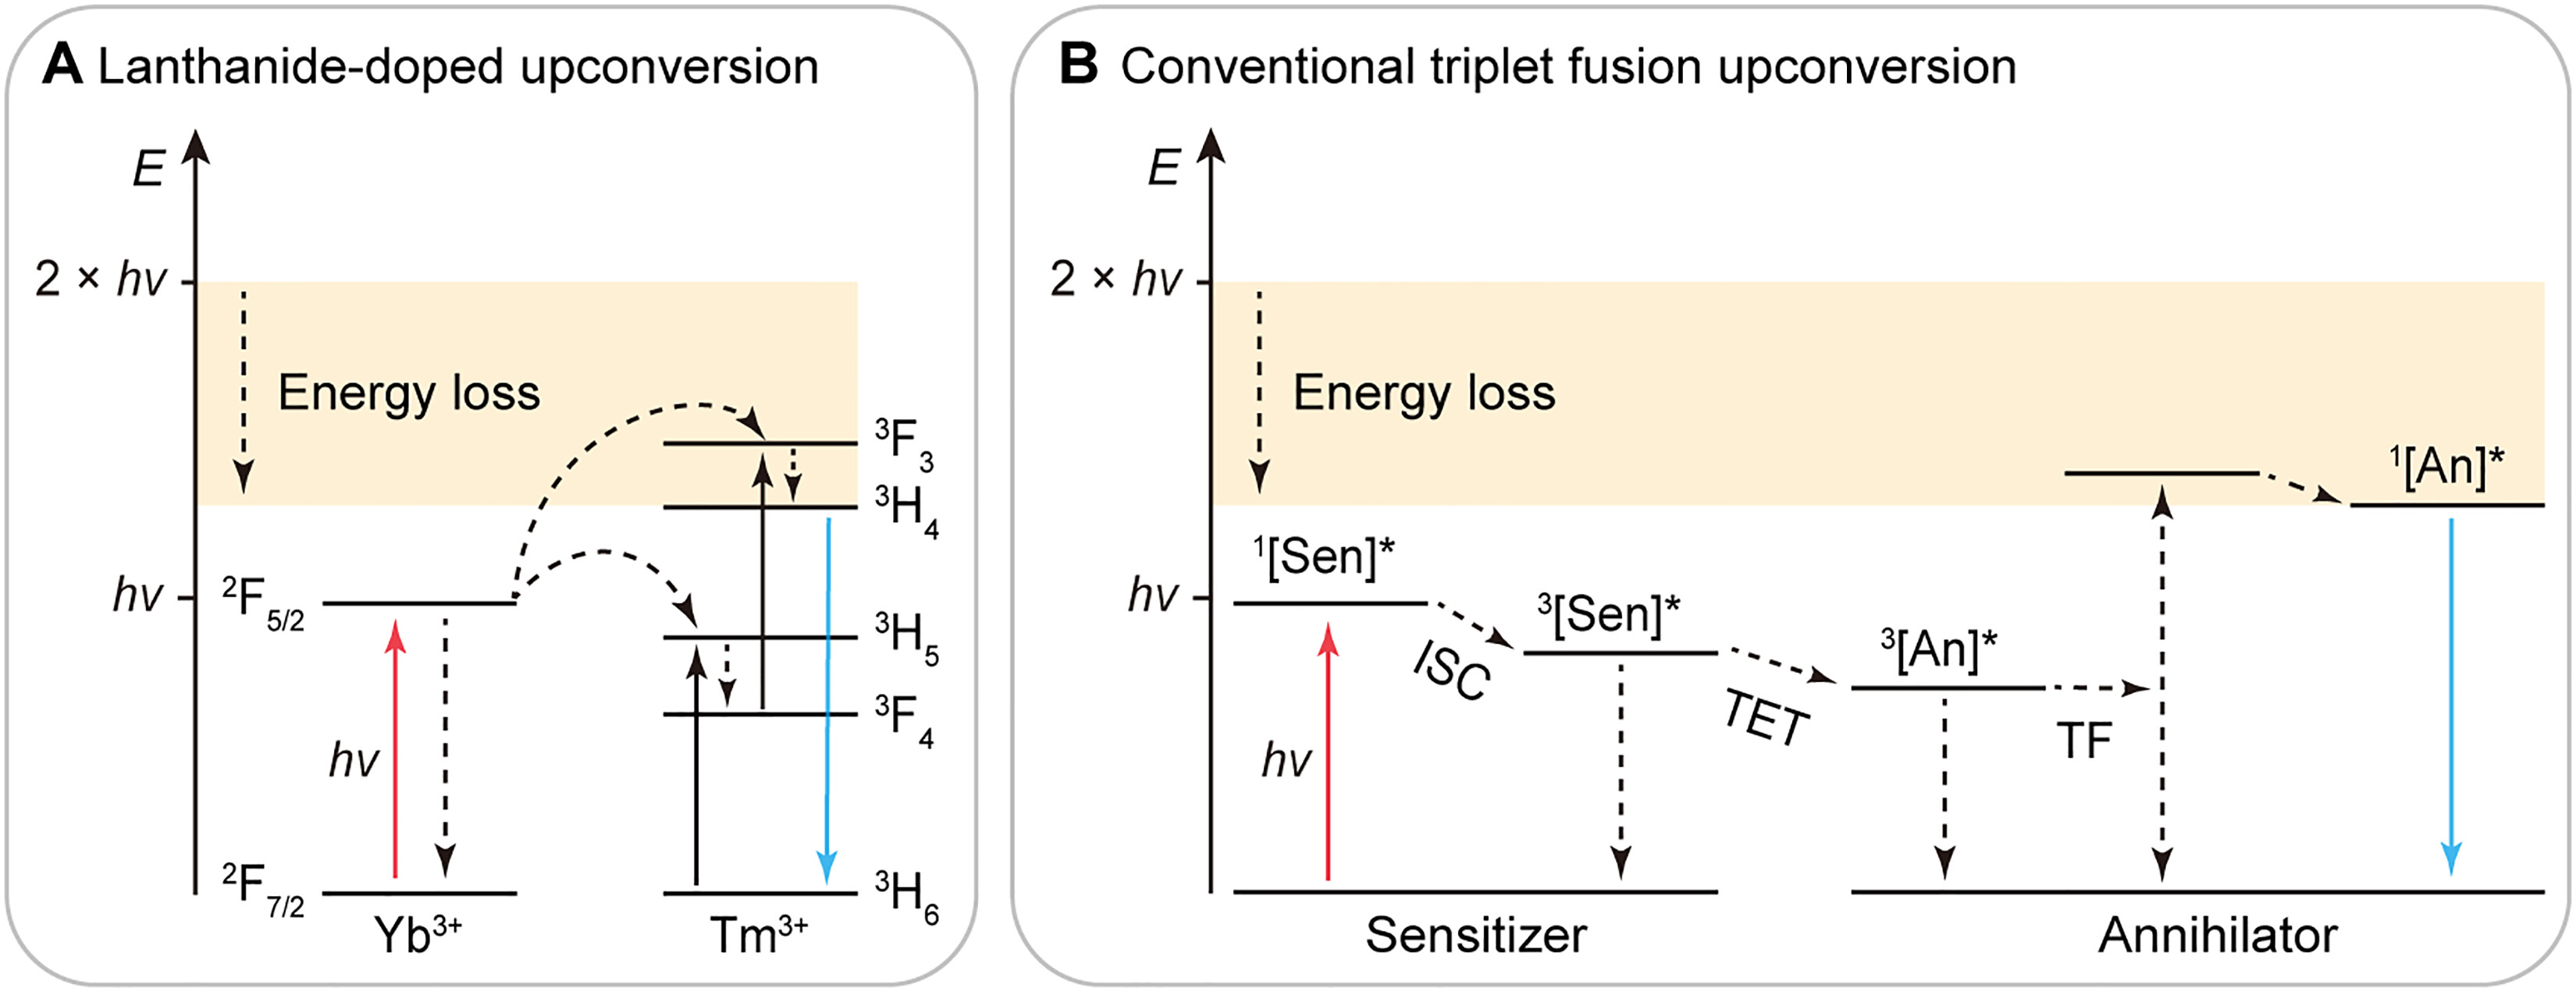 A Lanthanide-doped upconversion
E
2 × hv
Energy loss
³F₃
³H₄
hv
²F₅/₂
³H₅
³F₄
hv
²F₇/₂
³H₆
Yb³⁺
Tm³⁺
B Conventional triplet fusion upconversion
E
2 × hv
Energy loss
¹[An]*
¹[Sen]*
hv
³[Sen]*
³[An]*
ISC
TET
TF
hv
Sensitizer
Annihilator